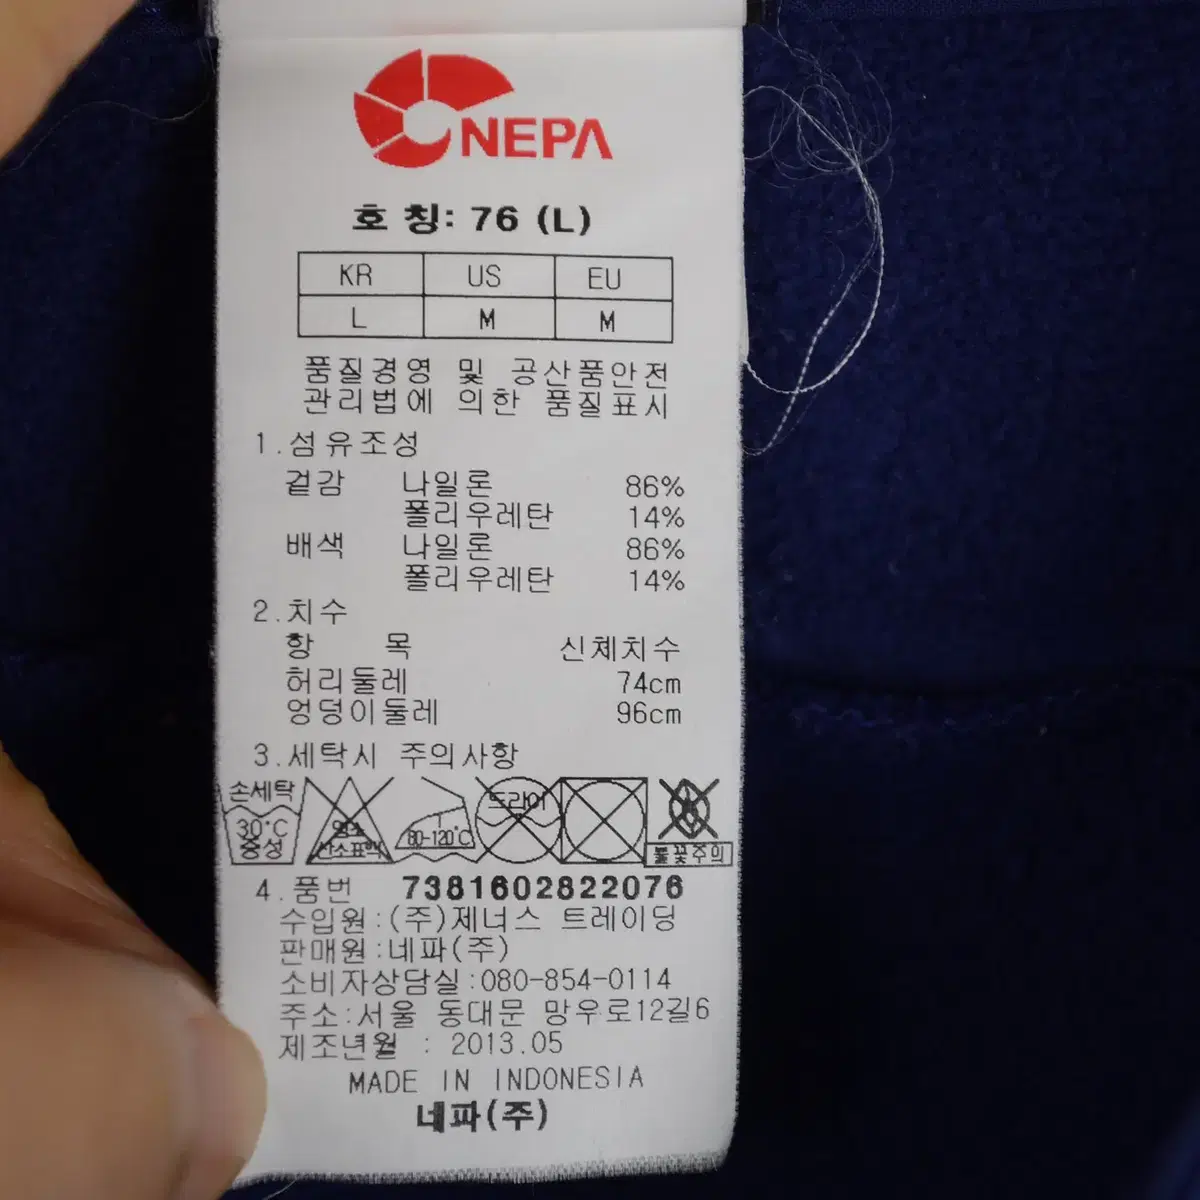 NEPA
호 칭: 76 (L)
KR US EU
L M M
품질경영 및 공산품안전
관리법에 의한 품질표시
1.섬유조성
겉감 나일론 86%
폴리우레탄 14%
배색 나일론 86%
폴리우레탄 14%
2.치수
항 목 신체치수
허리둘레 74cm
엉덩이둘레 96cm
3.세탁시 주의사항
손세탁
30°C
중성
염소
산소표백
80-120°C
드라이
불꽃주의
4.품번 7381602822076
수입원:(주)제너스 트레이딩
판매원:네파(주)
소비자상담실:080-854-0114
주소:서울 동대문 망우로12길6
제조년월 : 2013.05
MADE IN INDONESIA
네파(주)